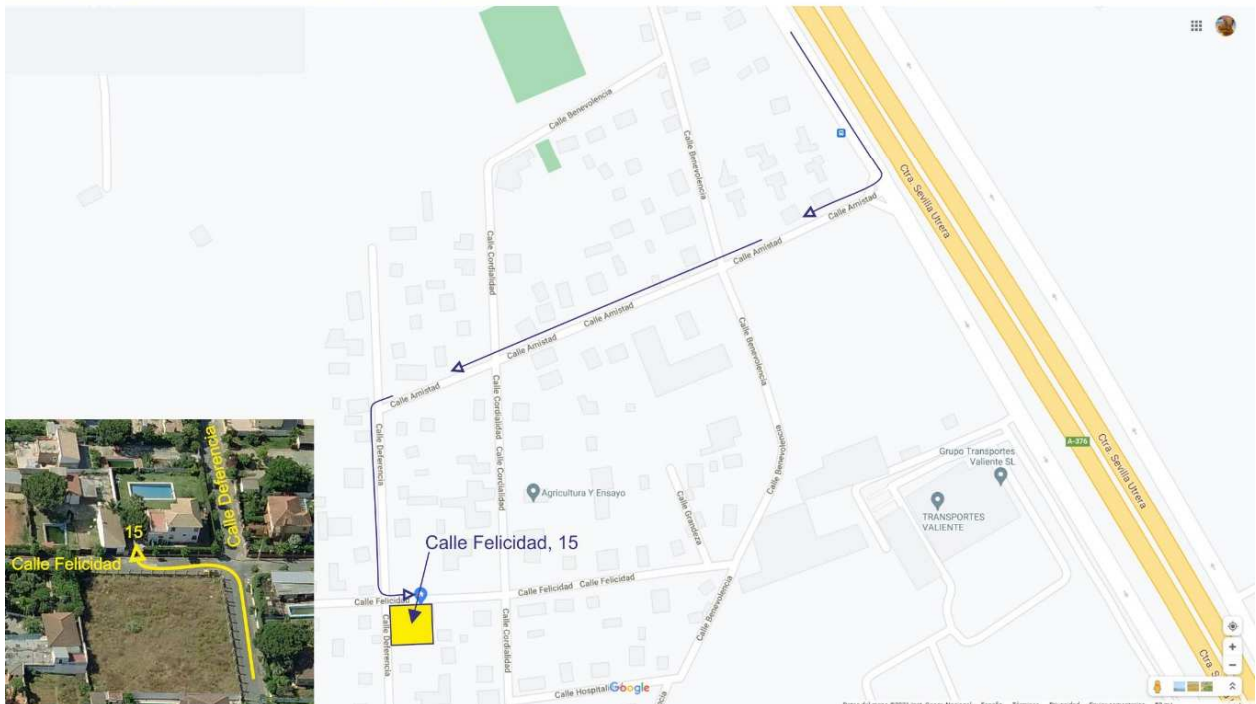 Calle Benevolencia
Calle Benevolencia
Ctra. Sevilla Utrera
Calle Amistad
Calle Cordialidad
Calle Amistad
Calle Amistad
Calle Benevolencia
Calle Amistad
Calle Amistad
Calle Cordialidad
Calle Deferencia
Calle Benevolencia
A-376
Ctra. Sevilla Utrera
Grupo Transportes
Valiente SL
Calle Cordialidad
Agricultura Y Ensayo
TRANSPORTES
VALIENTE
Calle Grandeza
Calle Deferencia
15
Calle Felicidad
Calle Felicidad, 15
Calle Felicidad
Calle Felicidad
Calle Felicidad
Calle Deferencia
Calle Cordialidad
Calle Benevolencia
Ctra. S
Calle Hospitali
Google